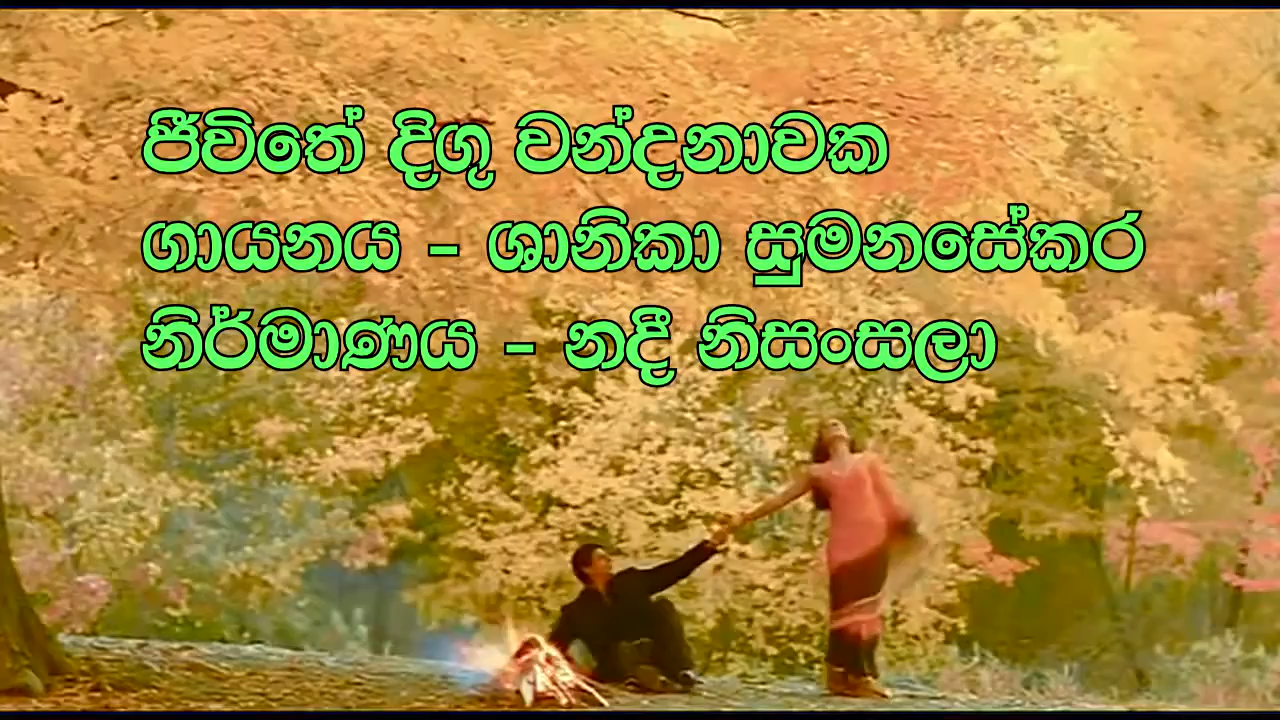 ජීවිතේ දිගු වන්දනාවක
ගායනය - ශානිකා සුමනසේකර
නිර්මාණය - නදී නිසංසලා